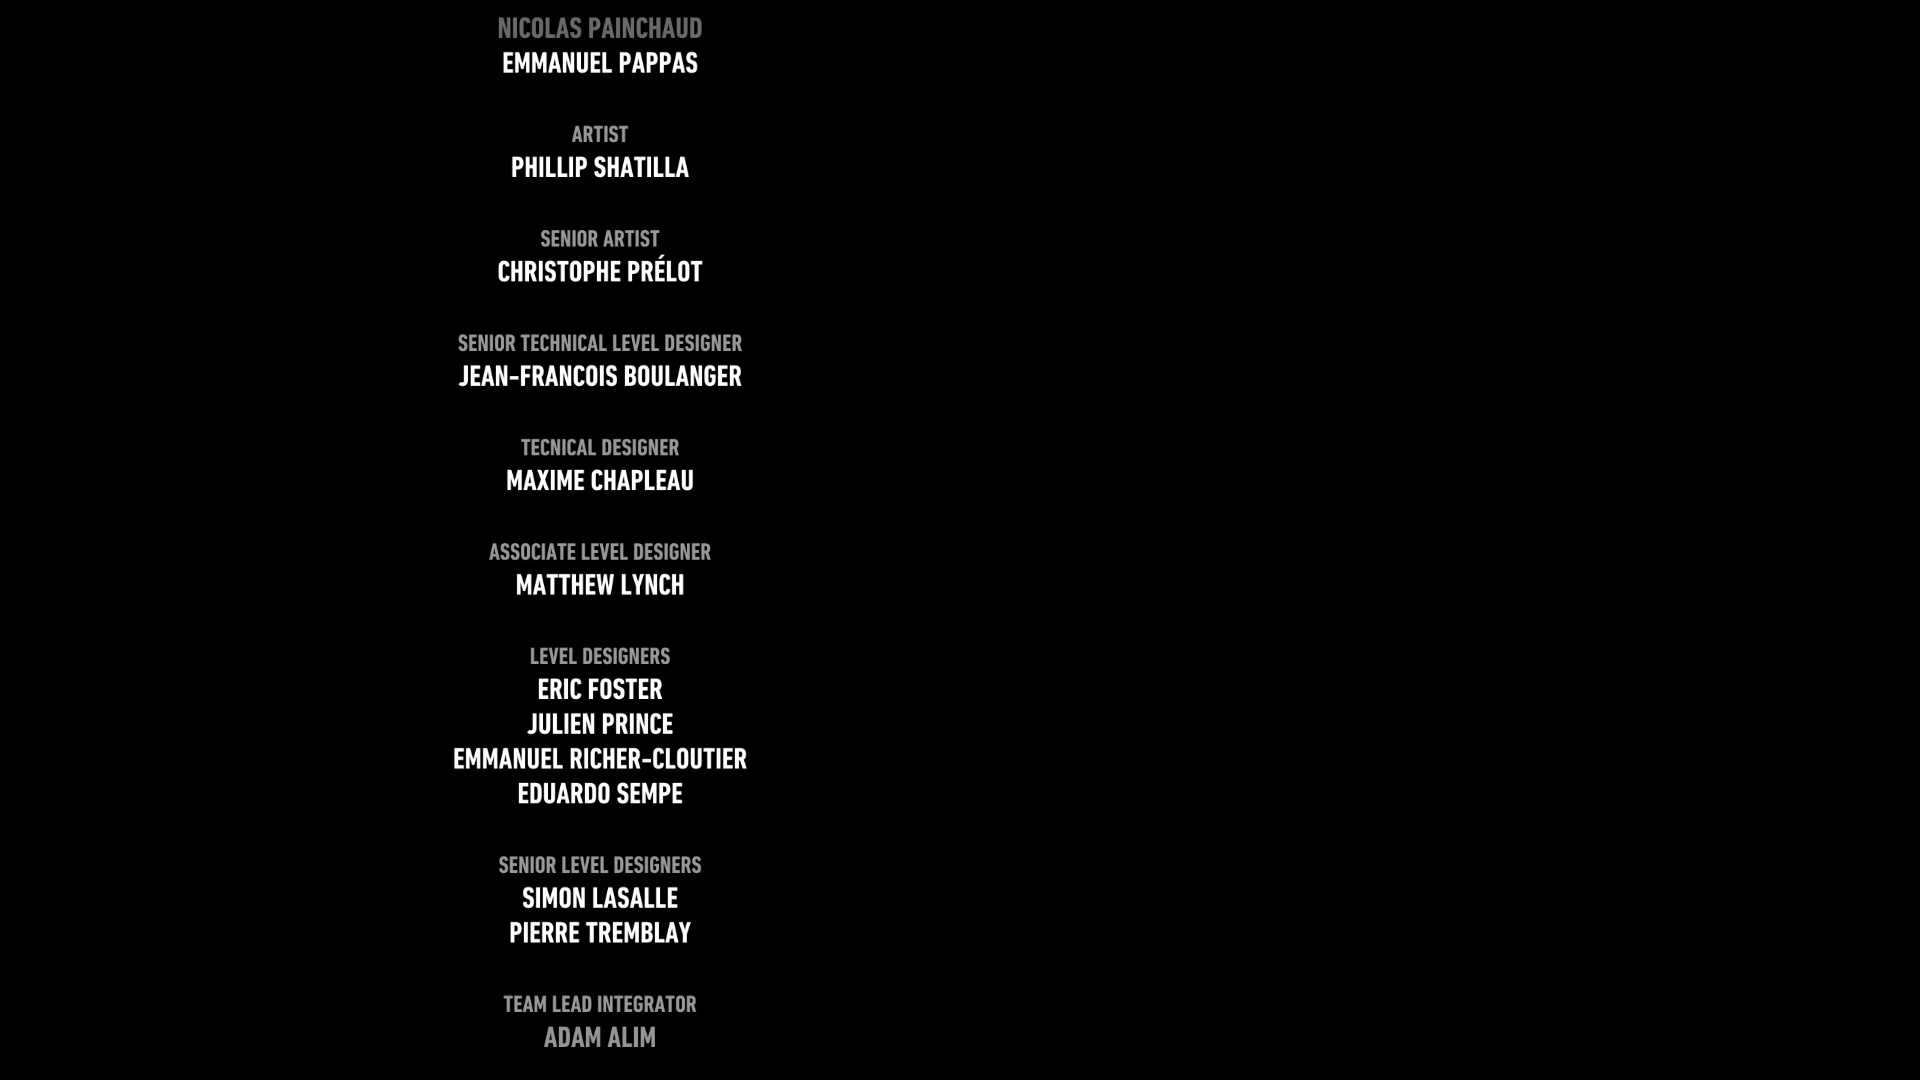 NICOLAS PAINCHAUD
EMMANUEL PAPPAS
ARTIST
PHILLIP SHATILLA
SENIOR ARTIST
CHRISTOPHE PRÉLOT
SENIOR TECHNICAL LEVEL DESIGNER
JEAN-FRANCOIS BOULANGER
TECNICAL DESIGNER
MAXIME CHAPLEAU
ASSOCIATE LEVEL DESIGNER
MATTHEW LYNCH
LEVEL DESIGNERS
ERIC FOSTER
JULIEN PRINCE
EMMANUEL RICHER-CLOUTIER
EDUARDO SEMPE
SENIOR LEVEL DESIGNERS
SIMON LASALLE
PIERRE TREMBLAY
TEAM LEAD INTEGRATOR
ADAM ALIM